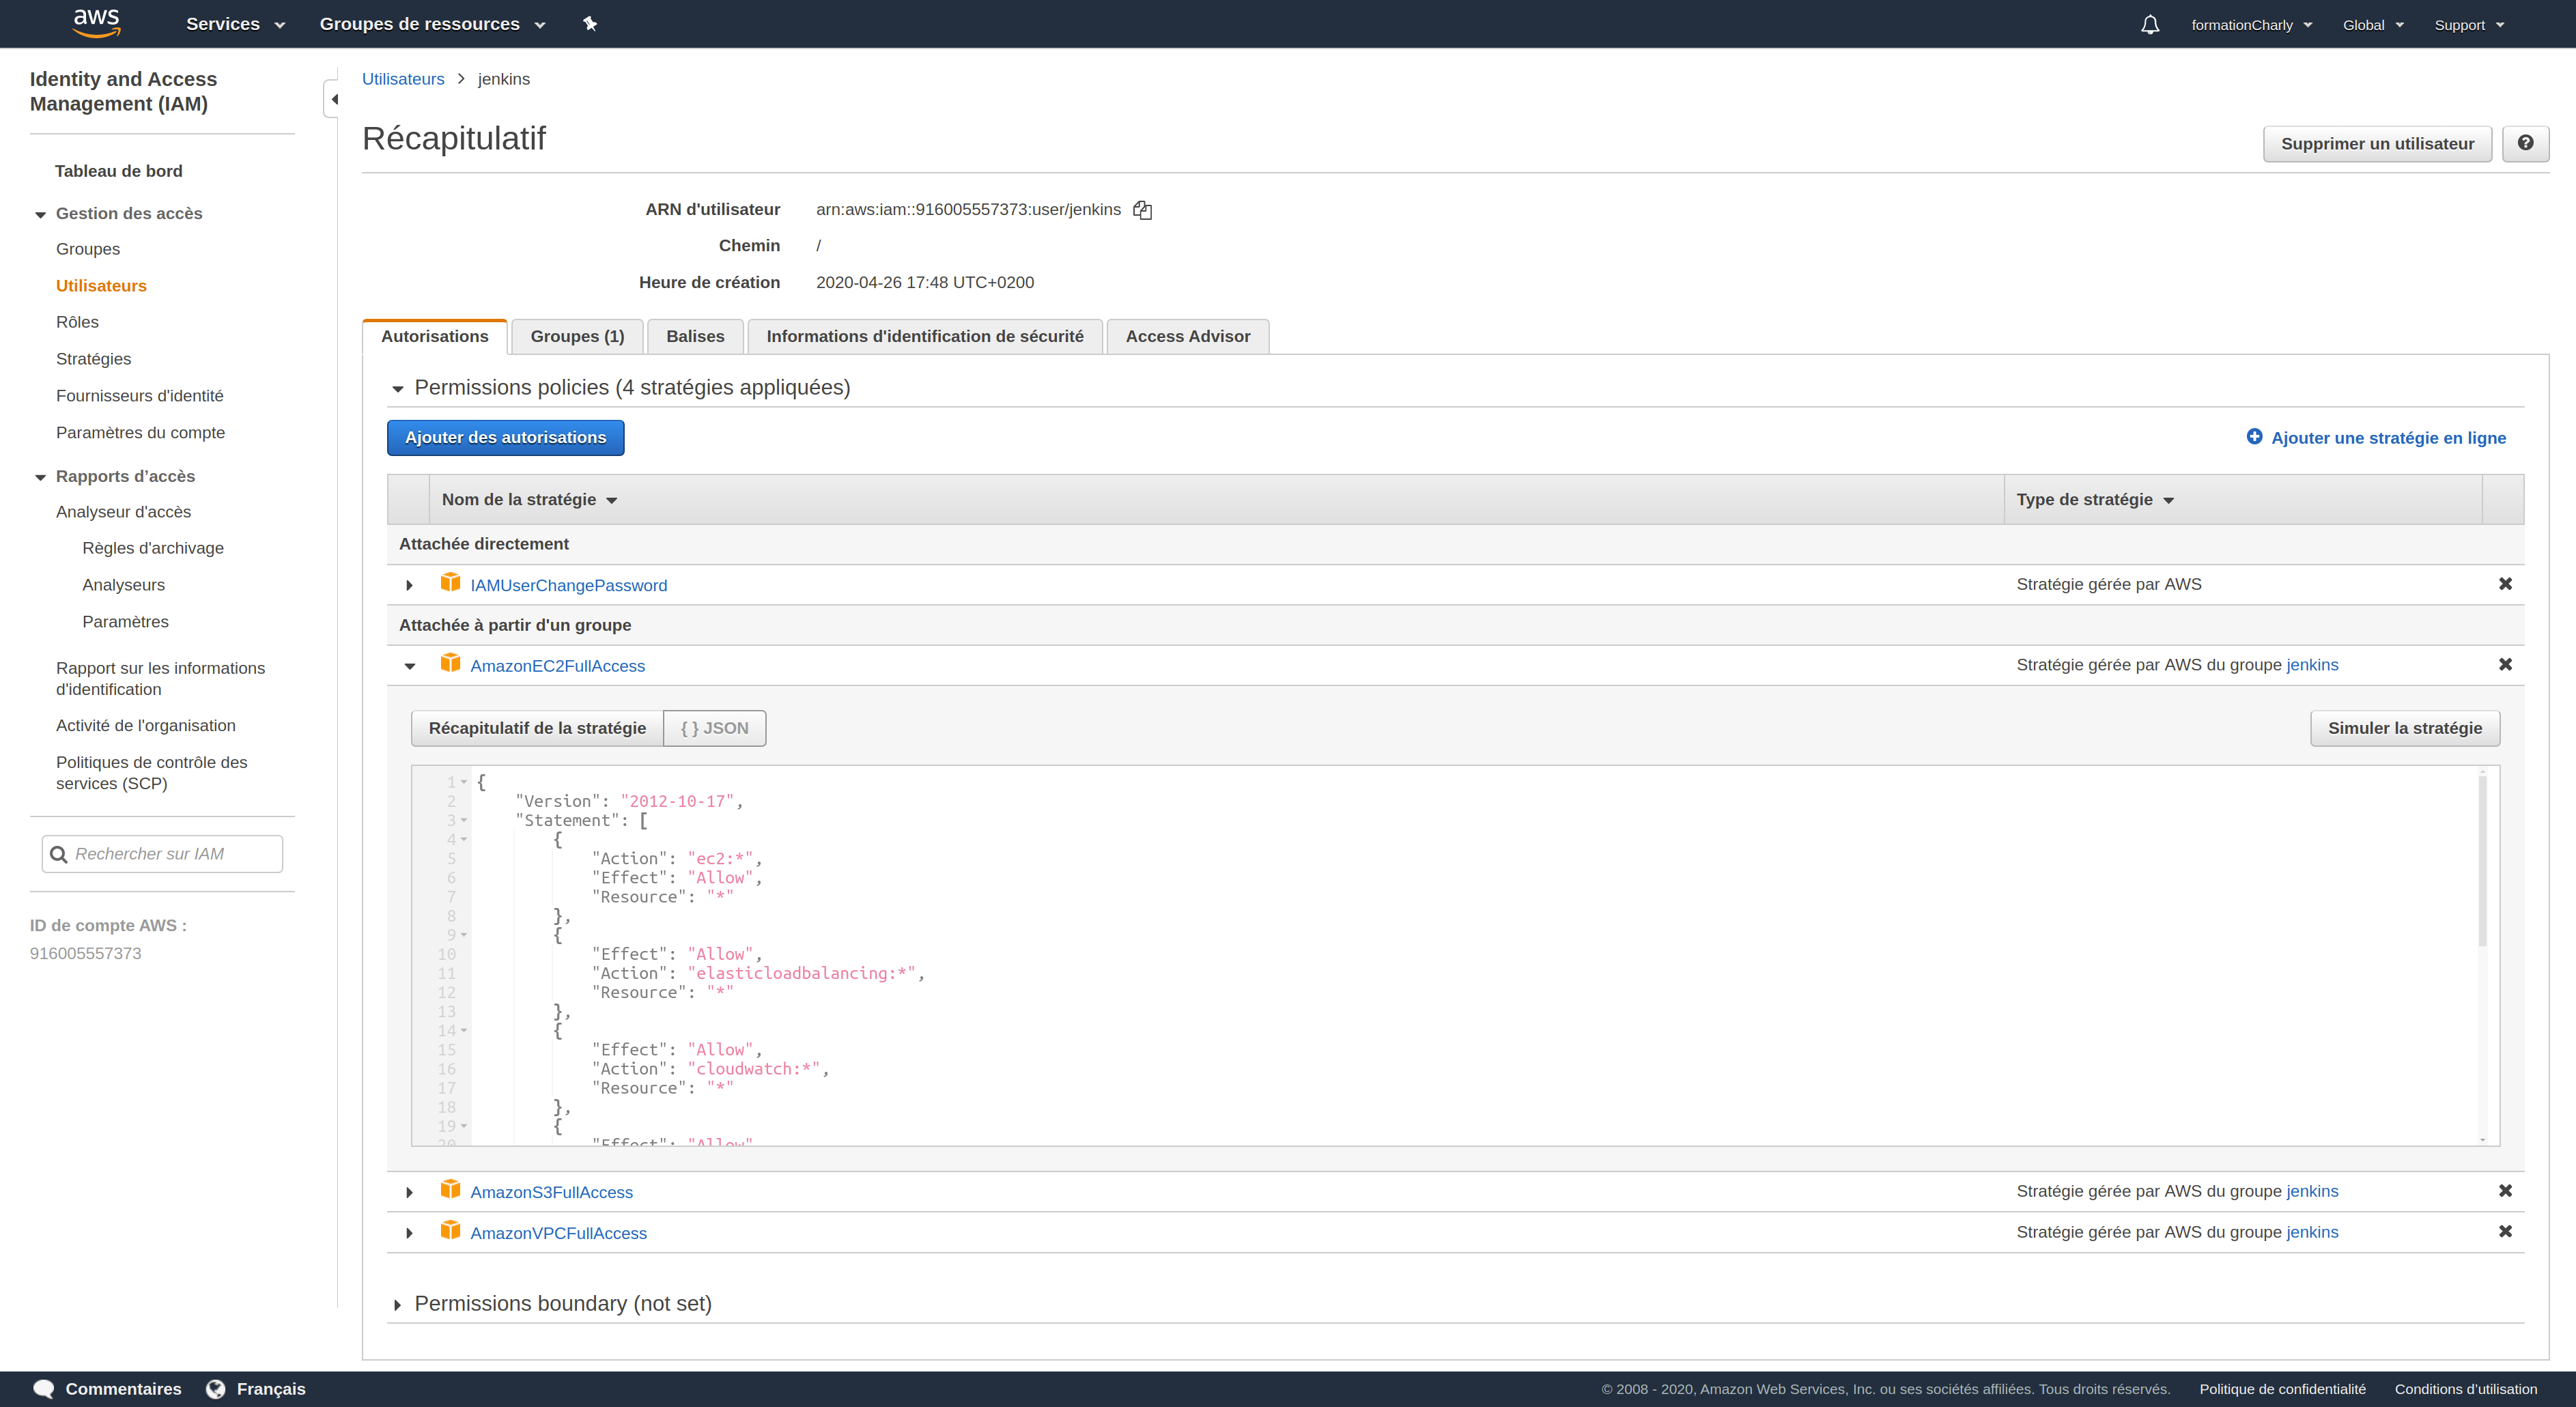 aws Services Groupes de ressources formationCharly Global Support
Identity and Access
Management (IAM)
Tableau de bord
Gestion des accès
Groupes
Utilisateurs
Rôles
Stratégies
Fournisseurs d'identité
Paramètres du compte
Rapports d’accès
Analyseur d'accès
Règles d'archivage
Analyseurs
Paramètres
Rapport sur les informations
d'identification
Activité de l'organisation
Politiques de contrôle des
services (SCP)
Rechercher sur IAM
ID de compte AWS :
916005557373
Utilisateurs > jenkins
Récapitulatif
Supprimer un utilisateur
ARN d'utilisateur arn:aws:iam::916005557373:user/jenkins
Chemin /
Heure de création 2020-04-26 17:48 UTC+0200
Autorisations Groupes (1) Balises Informations d'identification de sécurité Access Advisor
Permissions policies (4 stratégies appliquées)
Ajouter des autorisations Ajouter une stratégie en ligne
Nom de la stratégie Type de stratégie
Attachée directement
IAMUserChangePassword Stratégie gérée par AWS
Attachée à partir d'un groupe
AmazonEC2FullAccess Stratégie gérée par AWS du groupe jenkins
Récapitulatif de la stratégie { } JSON Simuler la stratégie
1 {
2 "Version": "2012-10-17",
3 "Statement": [
4 {
5 "Action": "ec2:*",
6 "Effect": "Allow",
7 "Resource": "*"
8 },
9 {
10 "Effect": "Allow",
11 "Action": "elasticloadbalancing:*",
12 "Resource": "*"
13 },
14 {
15 "Effect": "Allow",
16 "Action": "cloudwatch:*",
17 "Resource": "*"
18 },
19 {
20 "Effect": "Allow"
AmazonS3FullAccess Stratégie gérée par AWS du groupe jenkins
AmazonVPCFullAccess Stratégie gérée par AWS du groupe jenkins
Permissions boundary (not set)
Commentaires Français © 2008 - 2020, Amazon Web Services, Inc. ou ses sociétés affiliées. Tous droits réservés. Politique de confidentialité Conditions d’utilisation